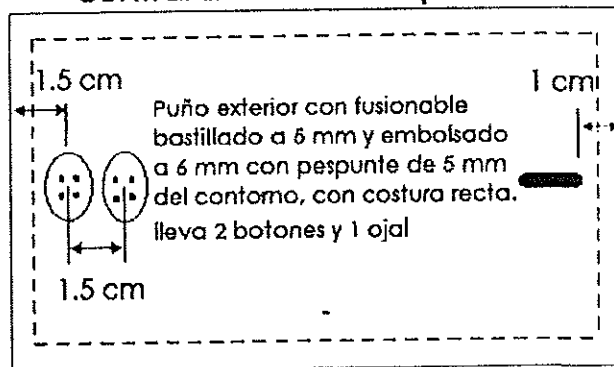 1.5 cm
1 cm
Puño exterior con fusionable
bastillado a 5 mm y embolsado
a 6 mm con pespunte de 5 mm
del contorno, con costura recta.
lleva 2 botones y 1 ojal
1.5 cm